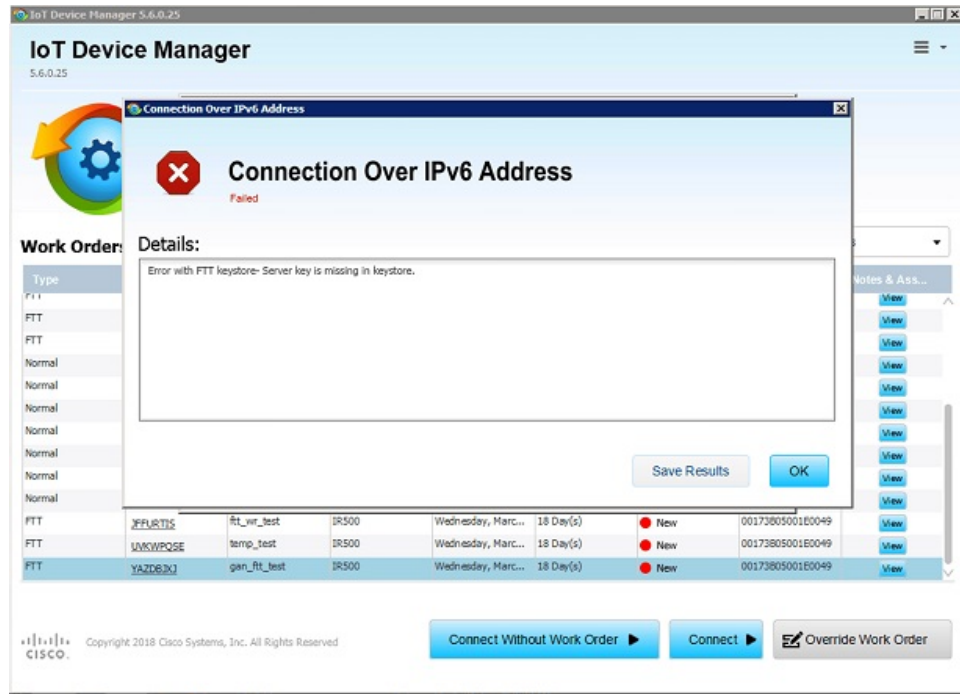 IoT Device Manager 5.6.0.25
IoT Device Manager
5.6.0.25
Connection Over IPv6 Address
Connection Over IPv6 Address
Failed
Work Orders
Details:
Error with FTT keystore- Server key is missing in keystore.
Type Notes & Ass...
FTT View
FTT View
FTT View
Normal View
Normal View
Normal View
Normal View
Normal View
Normal View
Normal View
Save Results OK
FTT JFFURTIS ftt_wr_test IR500 Wednesday, Marc... 18 Day(s) New 00173B05001E0049 View
FTT UVKWPQSE temp_test IR500 Wednesday, Marc... 18 Day(s) New 00173B05001E0049 View
FTT YAZDBJXJ gan_ftt_test IR500 Wednesday, Marc... 18 Day(s) New 00173B05001E0049 View
CISCO. Copyright 2018 Cisco Systems, Inc. All Rights Reserved
Connect Without Work Order Connect Override Work Order